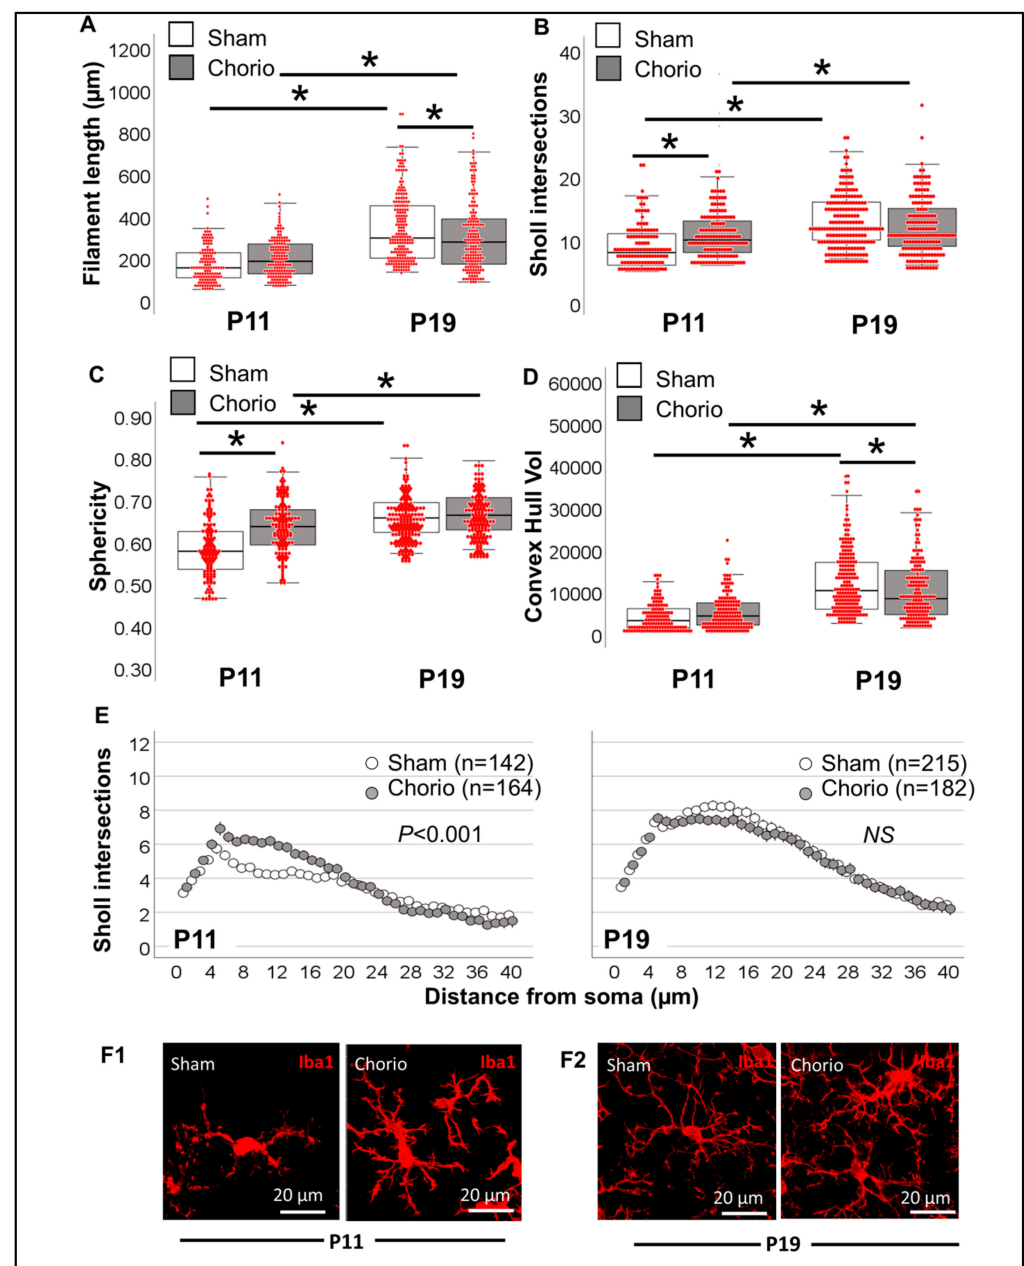 A
Sham
Chorio
Filament length (µm)
1200
1000
800
600
400
200
0
*
*
*
P11
P19
B
Sham
Chorio
Sholl intersections
40
30
20
10
0
*
*
*
P11
P19
C
Sham
Chorio
Sphericity
0.90
0.80
0.70
0.60
0.50
0.40
0.30
*
*
*
P11
P19
D
Sham
Chorio
Convex Hull Vol
60000
50000
40000
30000
20000
10000
0
*
*
*
P11
P19
E
Sholl intersections
12
10
8
6
4
2
0
Sham (n=142)
Chorio (n=164)
P<0.001
P11
0 4 8 12 16 20 24 28 32 36 40
Sham (n=215)
Chorio (n=182)
NS
P19
0 4 8 12 16 20 24 28 32 36 40
Distance from soma (µm)
F1
Sham
Iba1
20 µm
Chorio
Iba1
20 µm
P11
F2
Sham
Iba1
20 µm
Chorio
Iba1
20 µm
P19